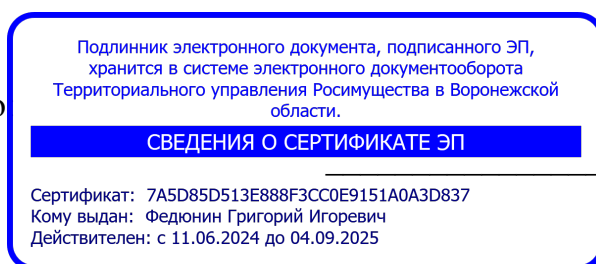 Подлинник электронного документа, подписанного ЭП,
хранится в системе электронного документооборота
Территориального управления Росимущества в Воронежской
области.
СВЕДЕНИЯ О СЕРТИФИКАТЕ ЭП
Сертификат: 7A5D85D513E888F3CC0E9151A0A3D837
Кому выдан: Федюнин Григорий Игоревич
Действителен: с 11.06.2024 до 04.09.2025